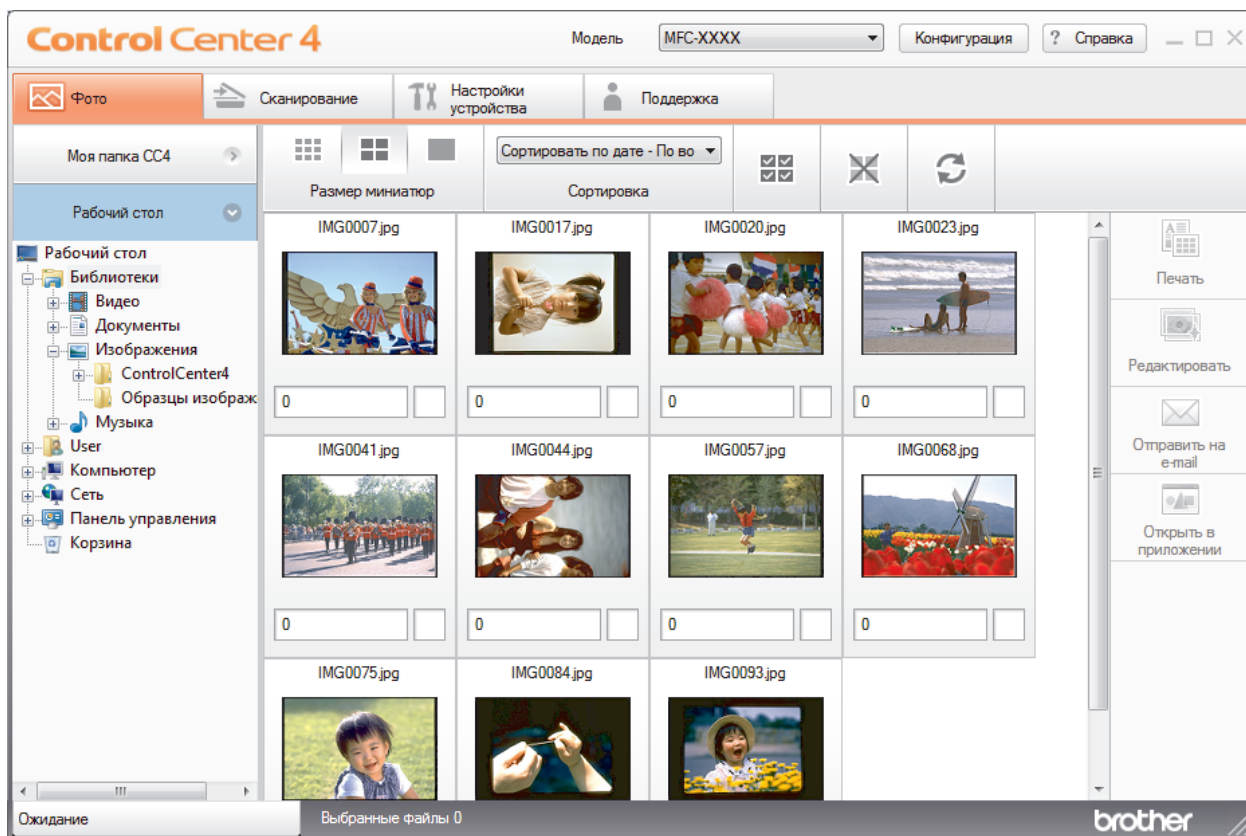 Control Center 4
Модель
MFC-XXXX
Конфигурация
? Справка
Фото
Сканирование
Настройки
устройства
Поддержка
Моя папка CC4
Рабочий стол
Размер миниатюр
Сортировать по дате - По во
Сортировка
Рабочий стол
Библиотеки
Видео
Документы
Изображения
ControlCenter4
Образцы изображ
Музыка
User
Компьютер
Сеть
Панель управления
Корзина
IMG0007.jpg
IMG0017.jpg
IMG0020.jpg
IMG0023.jpg
0
0
0
0
IMG0041.jpg
IMG0044.jpg
IMG0057.jpg
IMG0068.jpg
0
0
0
0
IMG0075.jpg
IMG0084.jpg
IMG0093.jpg
Печать
Редактировать
Отправить на
e-mail
Открыть в
приложении
Ожидание
Выбранные файлы 0
brother